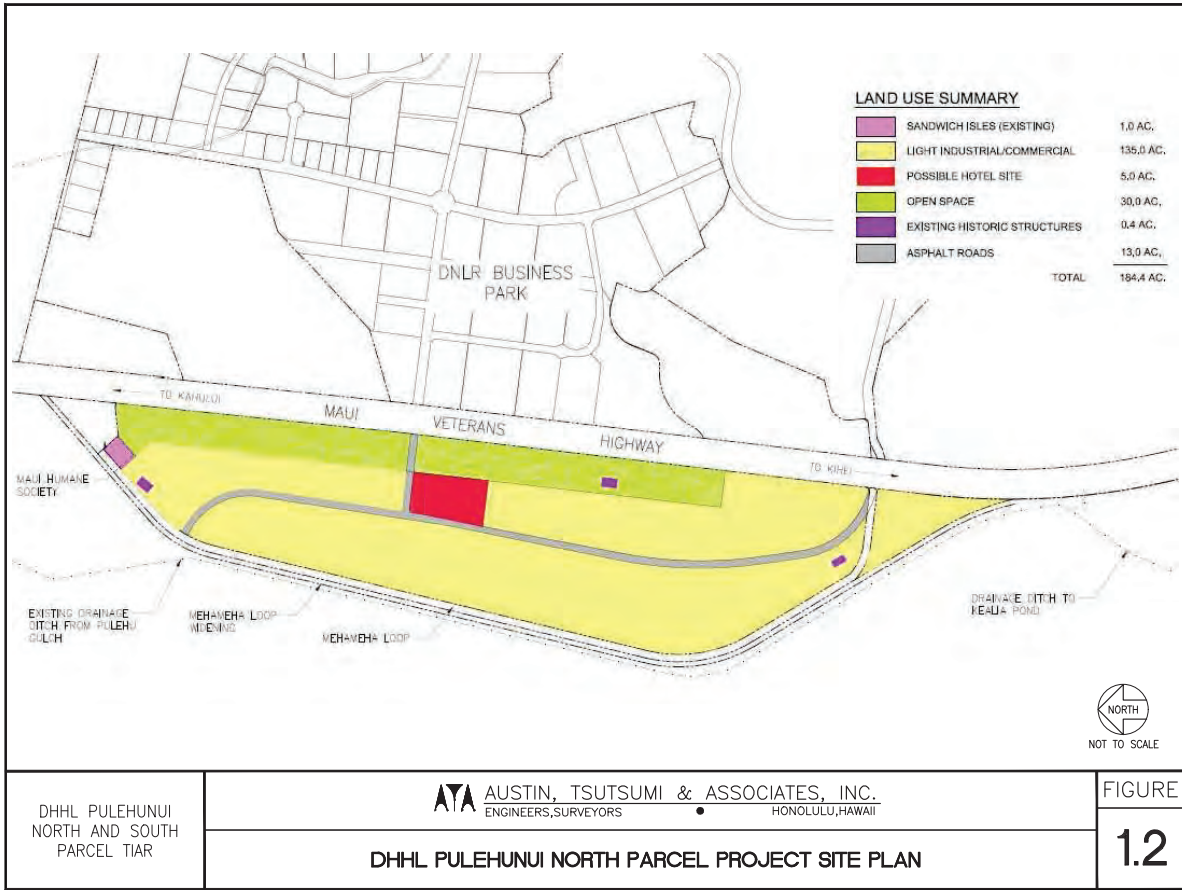 LAND USE SUMMARY
SANDWICH ISLES (EXISTING) 1.0 AC.
LIGHT INDUSTRIAL/COMMERCIAL 135.0 AC.
POSSIBLE HOTEL SITE 5.0 AC.
OPEN SPACE 30.0 AC.
EXISTING HISTORIC STRUCTURES 0.4 AC.
ASPHALT ROADS 13.0 AC.
TOTAL 184.4 AC.
DNLR BUSINESS
PARK
TO KAHULUI
MAUI VETERANS HIGHWAY
TO KIHEI
MAUI HUMANE
SOCIETY
EXISTING DRAINAGE
DITCH FROM PULEHU
GULCH
MEHAMEHA LOOP
WIDENING
MEHAMEHA LOOP
DRAINAGE DITCH TO
KEALIA POND
NORTH
NOT TO SCALE
DHHL PULEHUNUI
NORTH AND SOUTH
PARCEL TIAR
ATA AUSTIN, TSUTSUMI & ASSOCIATES, INC.
ENGINEERS,SURVEYORS • HONOLULU,HAWAII
DHHL PULEHUNUI NORTH PARCEL PROJECT SITE PLAN
FIGURE
1.2